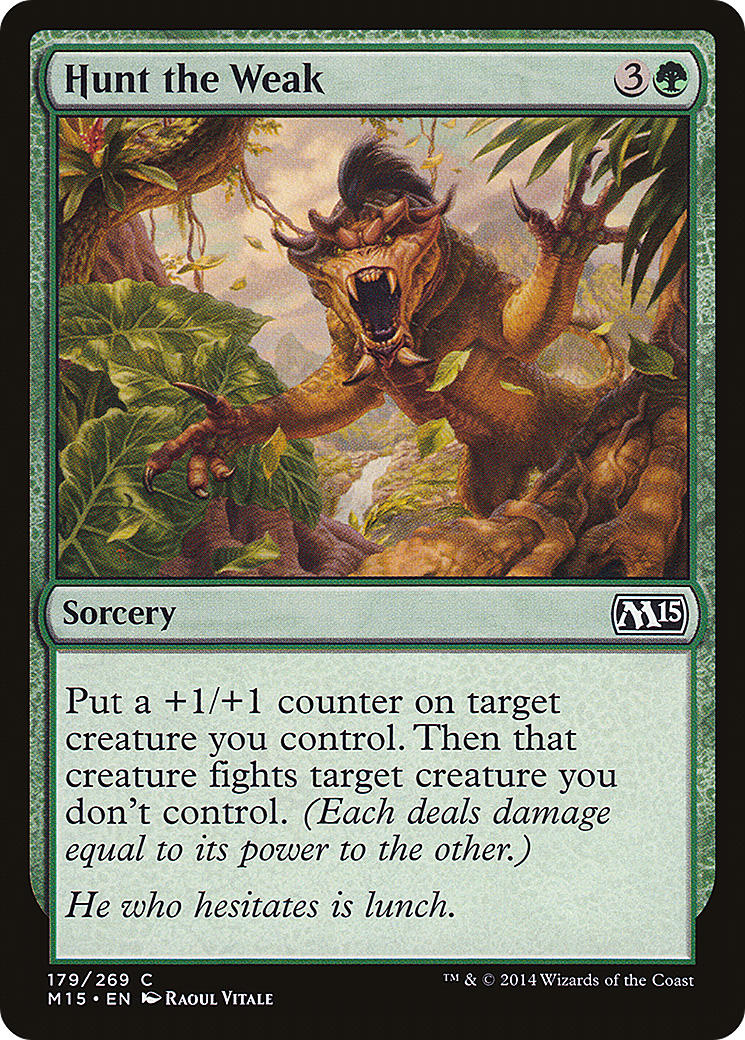 Hunt the Weak 3
Sorcery M15
Put a +1/+1 counter on target
creature you control. Then that
creature fights target creature you
don't control. (Each deals damage
equal to its power to the other.)
He who hesitates is lunch.
179/269 C ™ & © 2014 Wizards of the Coast
M15 • EN Raoul Vitale